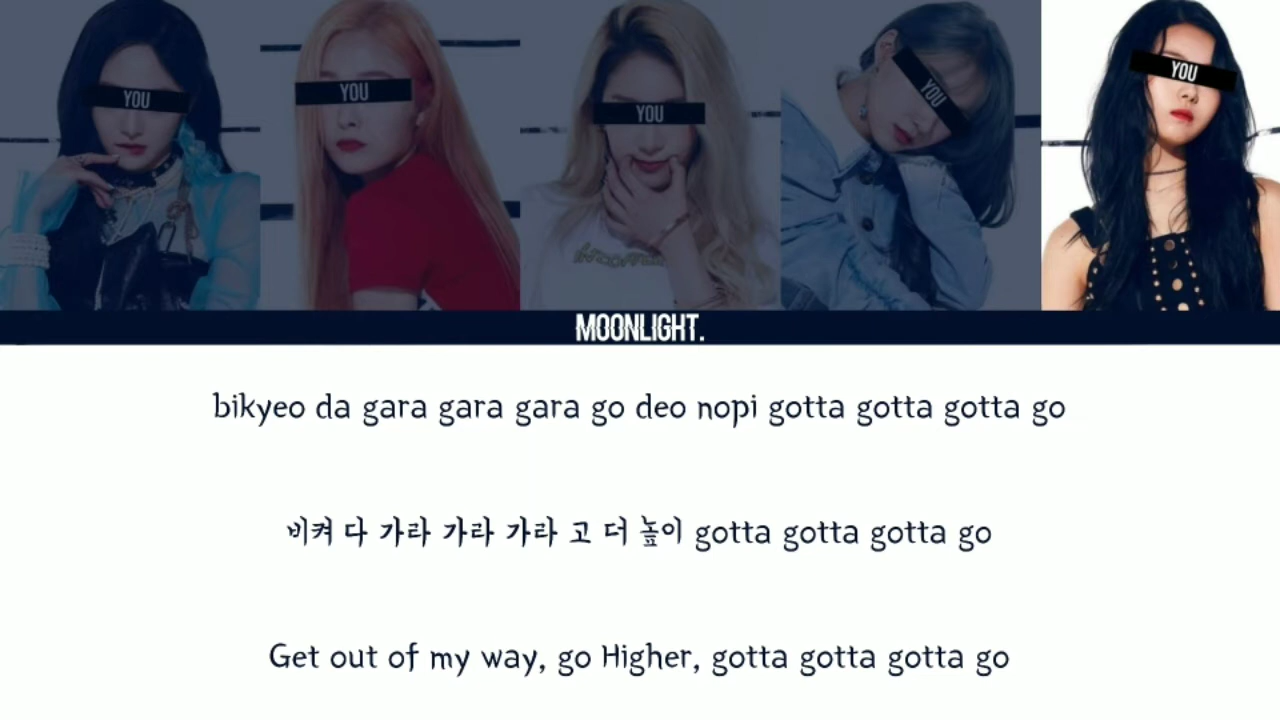 YOU
YOU
YOU
YOU
YOU
MOONLIGHT.
bikyeo da gara gara gara go deo nopi gotta gotta gotta go
비켜 다 가라 가라 가라 고 더 높이 gotta gotta gotta go
Get out of my way, go Higher, gotta gotta gotta go